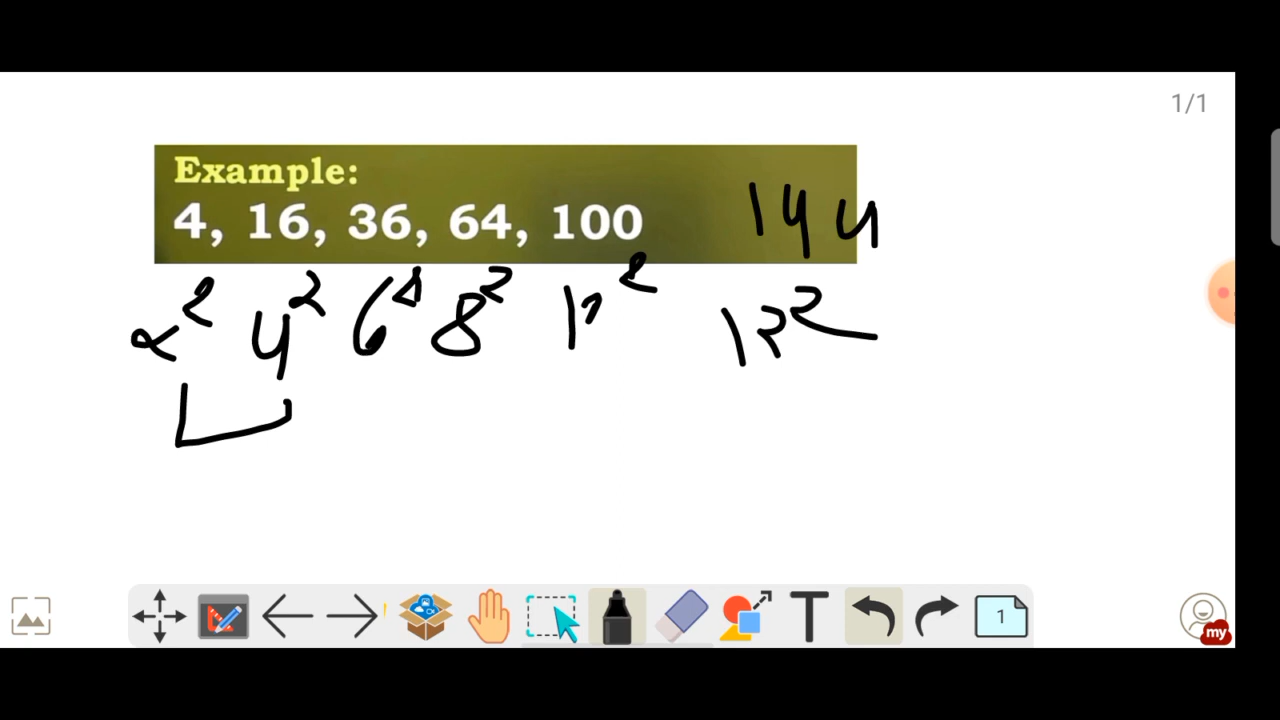 1/1
Example:
4, 16, 36, 64, 100 144
2² 4² 6² 8² 10² 12²
T 1
my